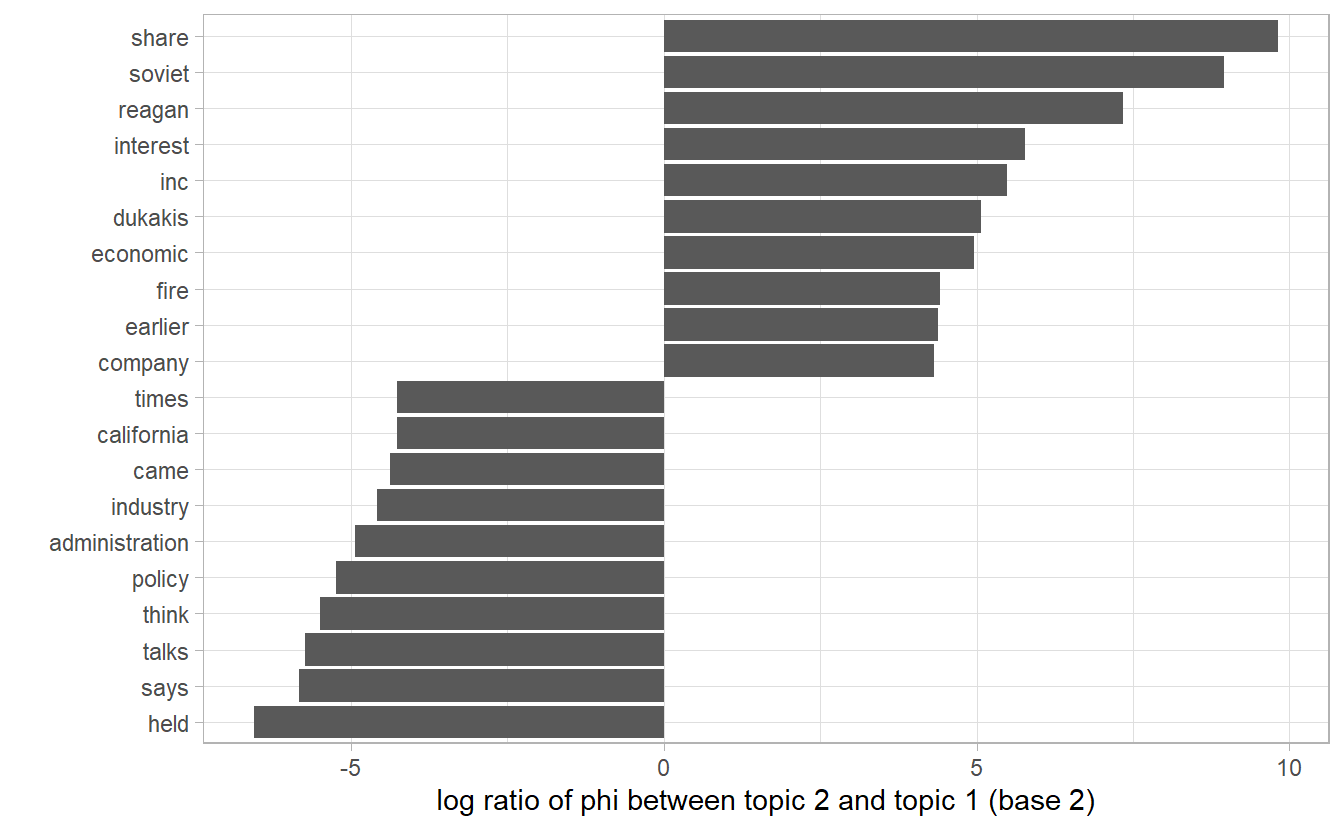 share
soviet
reagan
interest
inc
dukakis
economic
fire
earlier
company
times
california
came
industry
administration
policy
think
talks
says
held
-5 0 5 10
log ratio of phi between topic 2 and topic 1 (base 2)